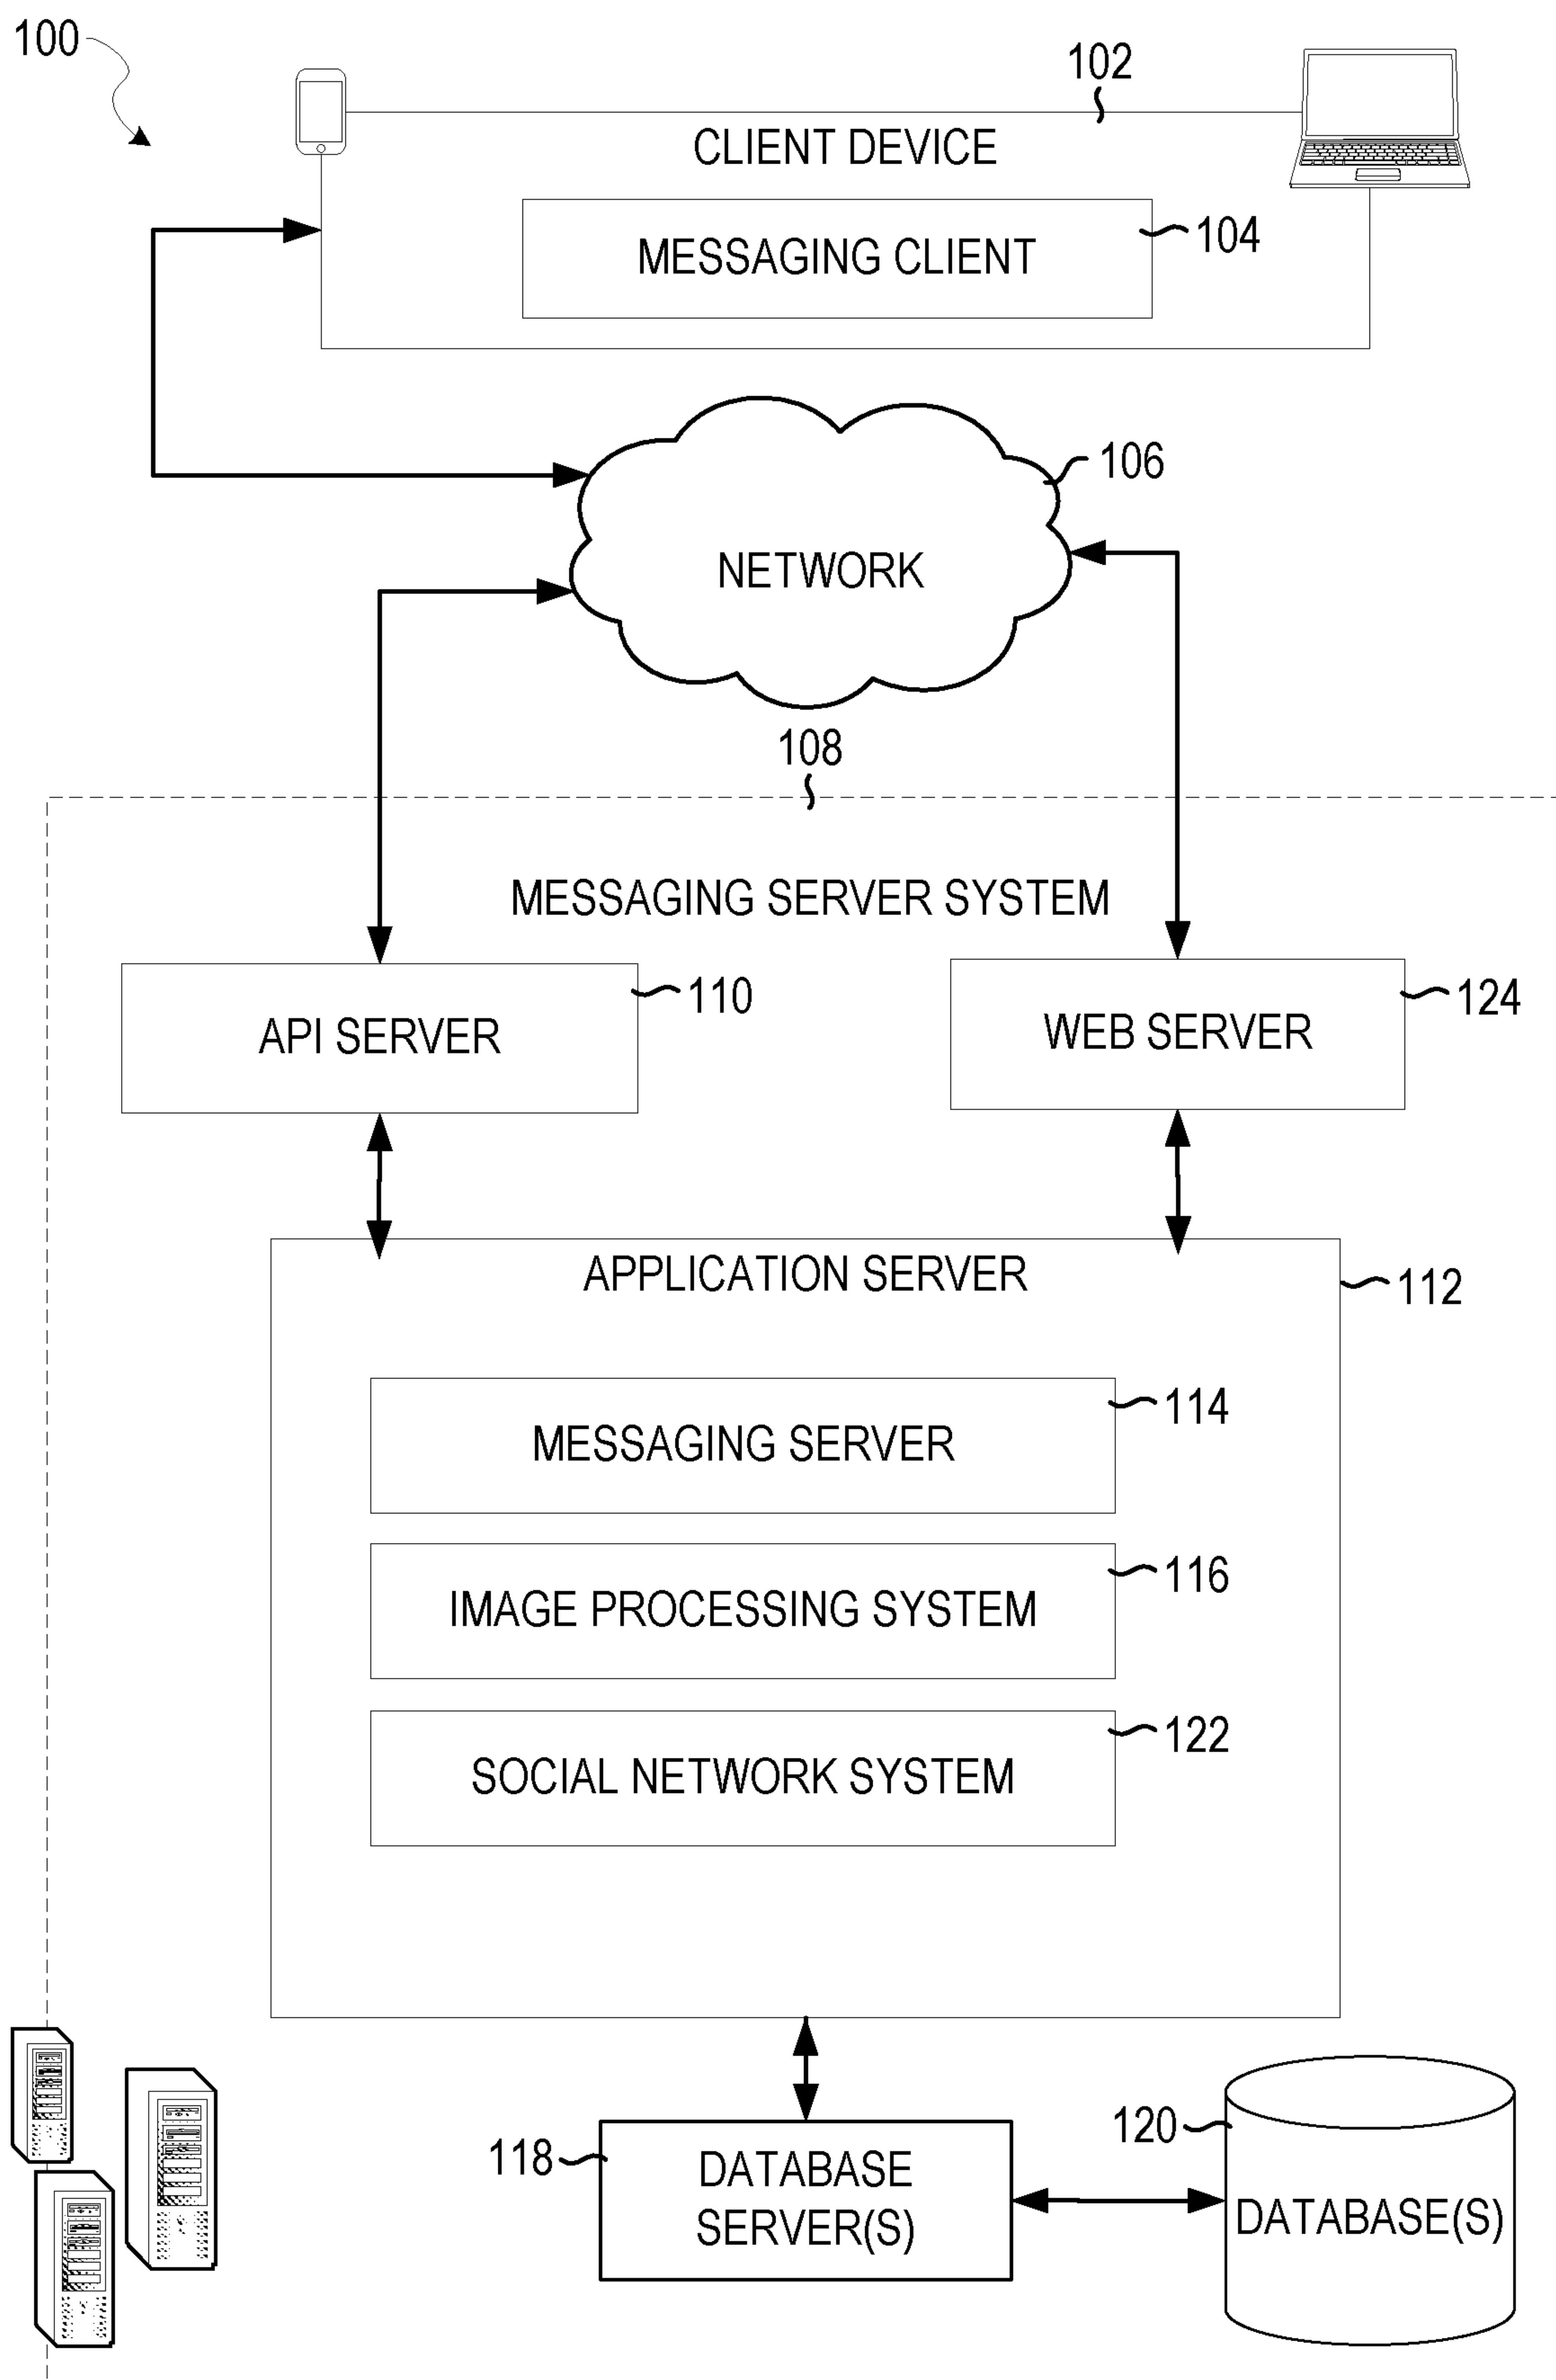 100
102
CLIENT DEVICE
104
MESSAGING CLIENT
106
NETWORK
108
MESSAGING SERVER SYSTEM
110
API SERVER
124
WEB SERVER
APPLICATION SERVER
112
114
MESSAGING SERVER
116
IMAGE PROCESSING SYSTEM
122
SOCIAL NETWORK SYSTEM
118
DATABASE
SERVER(S)
120
DATABASE(S)